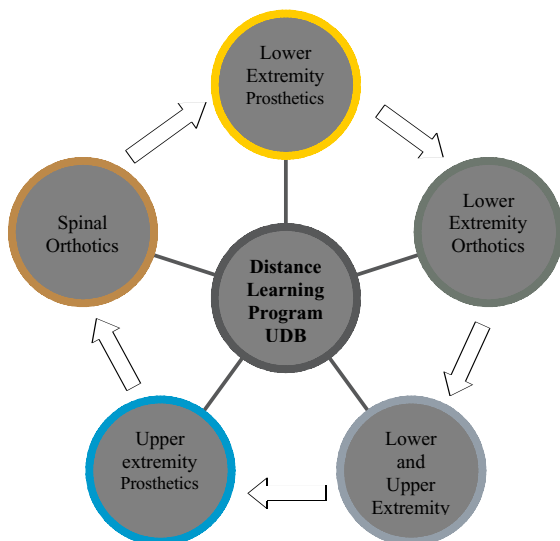 Lower
Extremity
Prosthetics
Lower
Extremity
Orthotics
Lower
and
Upper
Extremity
Upper
extremity
Prosthetics
Spinal
Orthotics
Distance
Learning
Program
UDB